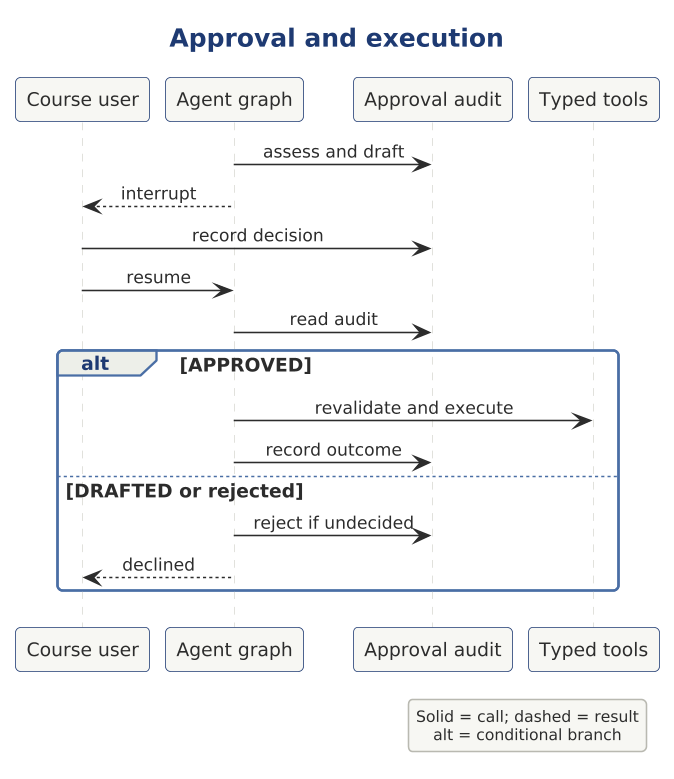 Approval and execution
Course user
Agent graph
Approval audit
Typed tools
assess and draft
interrupt
record decision
resume
read audit
alt
[APPROVED]
revalidate and execute
record outcome
[DRAFTED or rejected]
reject if undecided
declined
Course user
Agent graph
Approval audit
Typed tools
Solid = call; dashed = result
alt = conditional branch